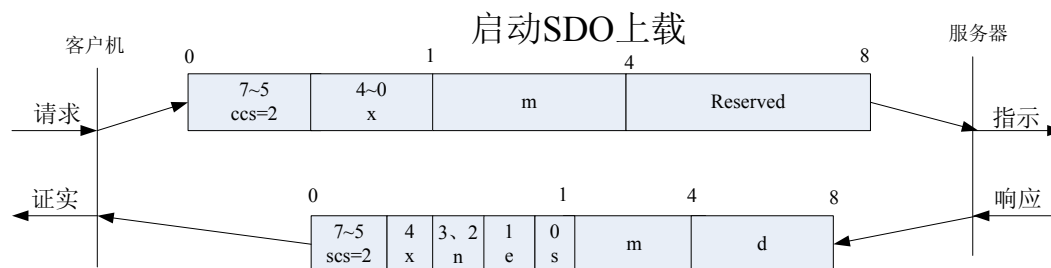 启动SDO上载
客户机
服务器
0 1 4 8
7~5 4~0
ccs=2 x m Reserved
请求
指示
证实
响应
0 1 4 8
7~5 4 3、2 1 0
scs=2 x n e s m d